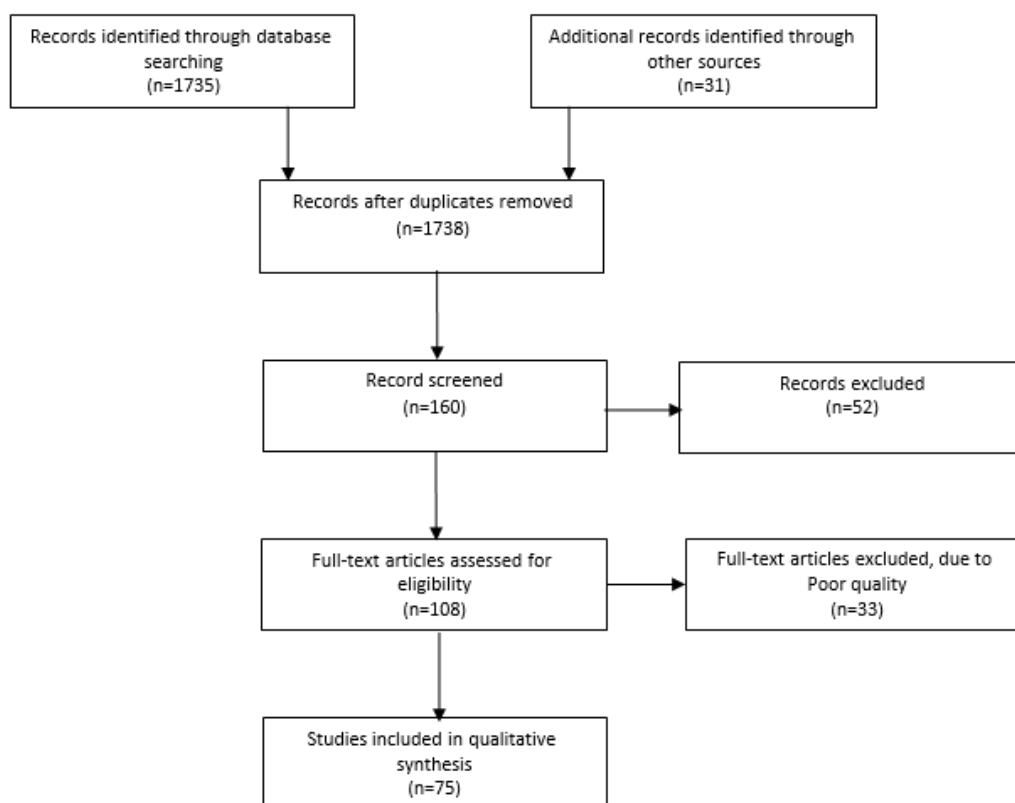 Records identified through database
searching
(n=1735)
Additional records identified through
other sources
(n=31)
Records after duplicates removed
(n=1738)
Record screened
(n=160)
Records excluded
(n=52)
Full-text articles assessed for
eligibility
(n=108)
Full-text articles excluded, due to
Poor quality
(n=33)
Studies included in qualitative
synthesis
(n=75)